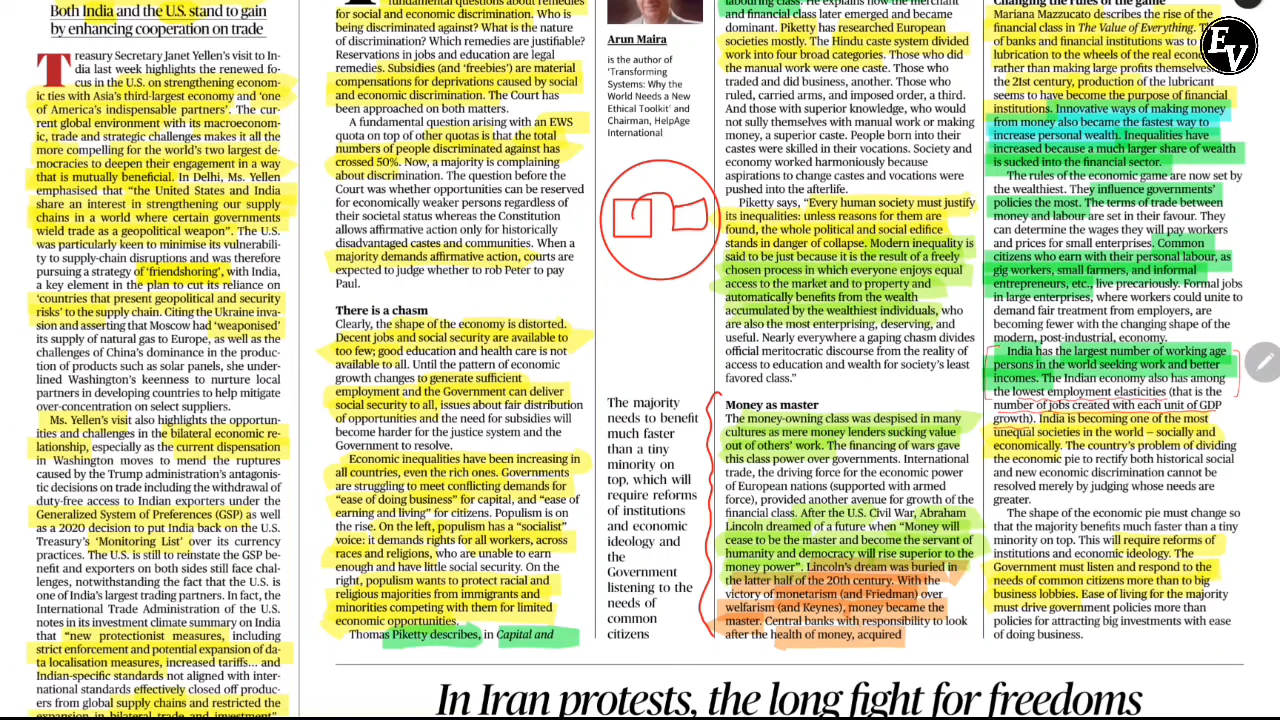 Both India and the U.S. stand to gain
by enhancing cooperation on trade
Treasury Secretary Janet Yellen's visit to In-
dia last week highlights the renewed fo-
cus in the U.S. on strengthening econom-
ic ties with Asia's third-largest economy and 'one
of America's indispensable partners'. The 'cur-
rent global environment with its macroeconom-
ic, trade and strategic challenges makes it all the
more compelling for the world's two largest de-
mocracies to deepen their engagement in a way
that is mutually beneficial. In Delhi, Ms. Yellen
emphasised that "the United States and India
share an interest in strengthening our supply
chains in a world where certain governments
wield trade as a geopolitical weapon". The U.S.
was particularly keen to minimise its vulnerabili-
ty to supply-chain disruptions and was therefore
pursuing a strategy of 'friendshoring', with India,
a key element in the plan to cut its reliance on
'countries that present geopolitical and security
risks' to the supply chain. Citing the Ukraine inva-
sion and asserting that Moscow had 'weaponised'
its supply of natural gas to Europe, as well as the
challenges of China's dominance in the produc-
tion of products such as solar panels, she under-
lined Washington's keenness to nurture local
partners in developing countries to help mitigate
over-concentration on select suppliers.
Ms. Yellen's visit also highlights the opportun-
ities and challenges in the bilateral economic re-
lationship, especially as the current dispensation
in Washington moves to mend the ruptures
caused by the Trump administration's antagonis-
tic decisions on trade including the withdrawal of
duty-free access to Indian exporters under the
Generalized System of Preferences (GSP) as well
as a 2020 decision to put India back on the U.S.
Treasury's 'Monitoring List' over its currency
practices. The U.S. is still to reinstate the GSP be-
nefit and exporters on both sides still face chal-
lenges, notwithstanding the fact that the U.S. is
one of India's largest trading partners. In fact, the
International Trade Administration of the U.S.
notes in its investment climate summary on India
that "new protectionist measures, including
strict enforcement and potential expansion of da-
ta localisation measures, increased tariffs... and
Indian-specific standards not aligned with inter-
national standards effectively closed off produc-
ers from global supply chains and restricted the
expansion in bilateral trade and investment".
fundamental questions about remedies
for social and economic discrimination. Who is
being discriminated against? What is the nature
of discrimination? Which remedies are justifiable?
Reservations in jobs and education are legal
remedies. Subsidies (and 'freebies') are material
compensations for deprivations caused by social
and economic discrimination. The Court has
been approached on both matters.
A fundamental question arising with an EWS
quota on top of other quotas is that the total
numbers of people discriminated against has
crossed 50%. Now, a majority is complaining
about discrimination. The question before the
Court was whether opportunities can be reserved
for economically weaker persons regardless of
their societal status whereas the Constitution
allows affirmative action only for historically
disadvantaged castes and communities. When a
majority demands affirmative action, courts are
expected to judge whether to rob Peter to pay
Paul.
There is a chasm
Clearly, the shape of the economy is distorted.
Decent jobs and social security are available to
too few; good education and health care is not
available to all. Until the pattern of economic
growth changes to generate sufficient
employment and the Government can deliver
social security to all, issues about fair distribution
of opportunities and the need for subsidies will
become harder for the justice system and the
Government to resolve.
Economic inequalities have been increasing in
all countries, even the rich ones. Governments
are struggling to meet conflicting demands for
"ease of doing business" for capital, and "ease of
earning and living" for citizens. Populism is on
the rise. On the left, populism has a "socialist"
voice: it demands rights for all workers, across
races and religions, who are unable to earn
enough and have little social security. On the
right, populism wants to protect racial and
religious majorities from immigrants and
minorities competing with them for limited
economic opportunities.
Thomas Piketty describes, in Capital and
Arun Maira
is the author of
'Transforming
Systems: Why the
World Needs a New
Ethical Toolkit' and
Chairman, HelpAge
International
The majority
needs to benefit
much faster
than a tiny
minority on
top, which will
require reforms
of institutions
and economic
ideology and
the
Government
listening to the
needs of
common
citizens
labouring class. He explains how the merchant
and financial class later emerged and became
dominant. Piketty has researched European
societies mostly. The Hindu caste system divided
work into four broad categories. Those who did
the manual work were one caste. Those who
traded and did business, another. Those who
ruled, carried arms, and imposed order, a third.
And those with superior knowledge, who would
not sully themselves with manual work or making
money, a superior caste. People born into their
castes were skilled in their vocations. Society and
economy worked harmoniously because
aspirations to change castes and vocations were
pushed into the afterlife.
Piketty says, "Every human society must justify
its inequalities: unless reasons for them are
found, the whole political and social edifice
stands in danger of collapse. Modern inequality is
said to be just because it is the result of a freely
chosen process in which everyone enjoys equal
access to the market and to property and
automatically benefits from the wealth
accumulated by the wealthiest individuals, who
are also the most enterprising, deserving, and
useful. Nearly everywhere a gaping chasm divides
official meritocratic discourse from the reality of
access to education and wealth for society's least
favored class."
Money as master
The money-owning class was despised in many
cultures as mere money lenders sucking value
out of others' work. The financing of wars gave
this class power over governments. International
trade, the driving force for the economic power
of European nations (supported with armed
force), provided another avenue for growth of the
financial class. After the U.S. Civil War, Abraham
Lincoln dreamed of a future when "Money will
cease to be the master and become the servant of
humanity and democracy will rise superior to the
money power". Lincoln's dream was buried in
the latter half of the 20th century. With the
victory of monetarism (and Friedman) over
welfarism (and Keynes), money became the
master. Central banks with responsibility to look
after the health of money, acquired
Changing the rules of the game
Mariana Mazzucato describes the rise of the
financial class in The Value of Everything.
of banks and financial institutions was
lubrication to the wheels of the real
rather than making large profits themselves.
the 21st century, production of the lubricant
seems to have become the purpose of financial
institutions. Innovative ways of making money
from money also became the fastest way to
increase personal wealth. Inequalities have
increased because a much larger share of wealth
is sucked into the financial sector.
The rules of the economic game are now set by
the wealthiest. They influence governments'
policies the most. The terms of trade between
money and labour are set in their favour. They
can determine the wages they will pay workers
and prices for small enterprises. Common
citizens who earn with their personal labour, as
gig workers, small farmers, and informal
entrepreneurs, etc., live precariously. Formal jobs
in large enterprises, where workers could unite to
demand fair treatment from employers, are
becoming fewer with the changing shape of the
modern, post-industrial, economy.
India has the largest number of working age
persons in the world seeking work and better
incomes. The Indian economy also has among
the lowest employment elasticities (that is the
number of jobs created with each unit of GDP
growth). India is becoming one of the most
unequal societies in the world — socially and
economically. The country's problem of dividing
the economic pie to rectify both historical social
and new economic discrimination cannot be
resolved merely by judging whose needs are
greater.
The shape of the economic pie must change so
that the majority benefits much faster than a tiny
minority on top. This will require reforms of
institutions and economic ideology. The
Government must listen and respond to the
needs of common citizens more than to big
business lobbies. Ease of living for the majority
must drive government policies more than
policies for attracting big investments with ease
of doing business.
EV
In Iran protests, the long fight for freedoms